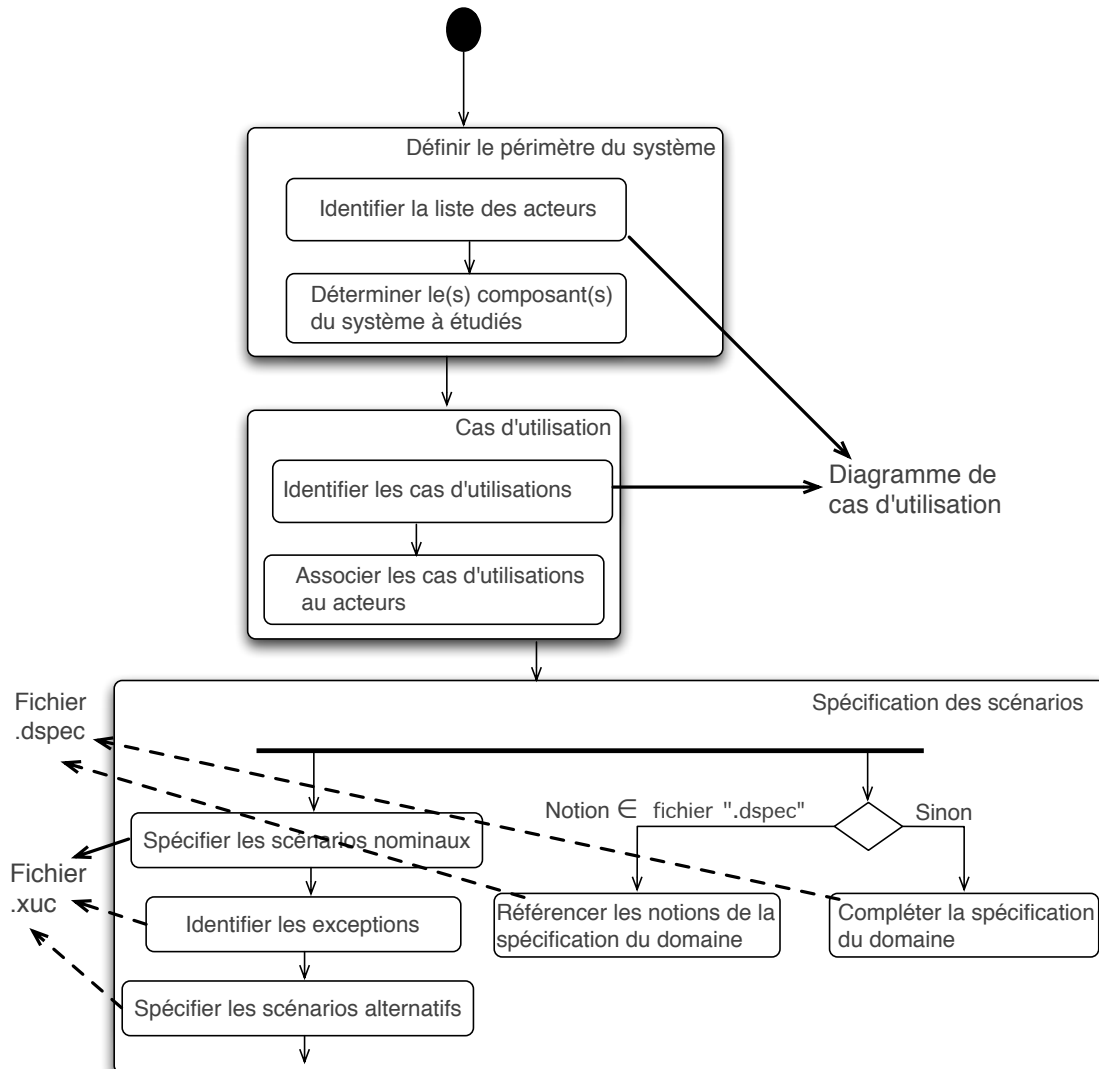 Définir le périmètre du système
Identifier la liste des acteurs
Déterminer le(s) composant(s)
du système à étudiés
Cas d'utilisation
Identifier les cas d'utilisations
Diagramme de
cas d'utilisation
Associer les cas d'utilisations
au acteurs
Fichier
.dspec
Spécification des scénarios
Notion ∈ fichier ".dspec"
Sinon
Spécifier les scénarios nominaux
Fichier
.xuc
Identifier les exceptions
Référencer les notions de la
spécification du domaine
Compléter la spécification
du domaine
Spécifier les scénarios alternatifs